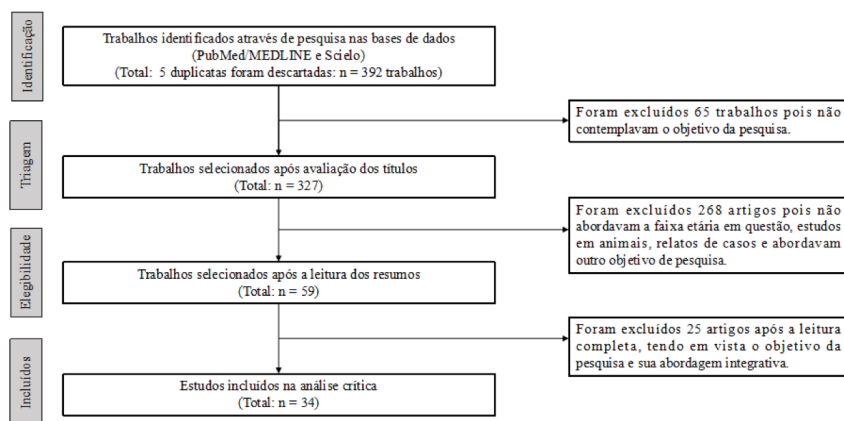 Identificação
Trabalhos identificados através de pesquisa nas bases de dados
(PubMed/MEDLINE e Scielo)
(Total: 5 duplicatas foram descartadas: n = 392 trabalhos)
Foram excluídos 65 trabalhos pois não
contemplavam o objetivo da pesquisa.
Triagem
Trabalhos selecionados após avaliação dos títulos
(Total: n = 327)
Foram excluídos 268 artigos pois não
abordavam a faixa etária em questão, estudos
em animais, relatos de casos e abordavam
outro objetivo de pesquisa.
Elegibilidade
Trabalhos selecionados após a leitura dos resumos
(Total: n = 59)
Foram excluídos 25 artigos após a leitura
completa, tendo em vista o objetivo da
pesquisa e sua abordagem integrativa.
Incluídos
Estudos incluídos na análise crítica
(Total: n = 34)